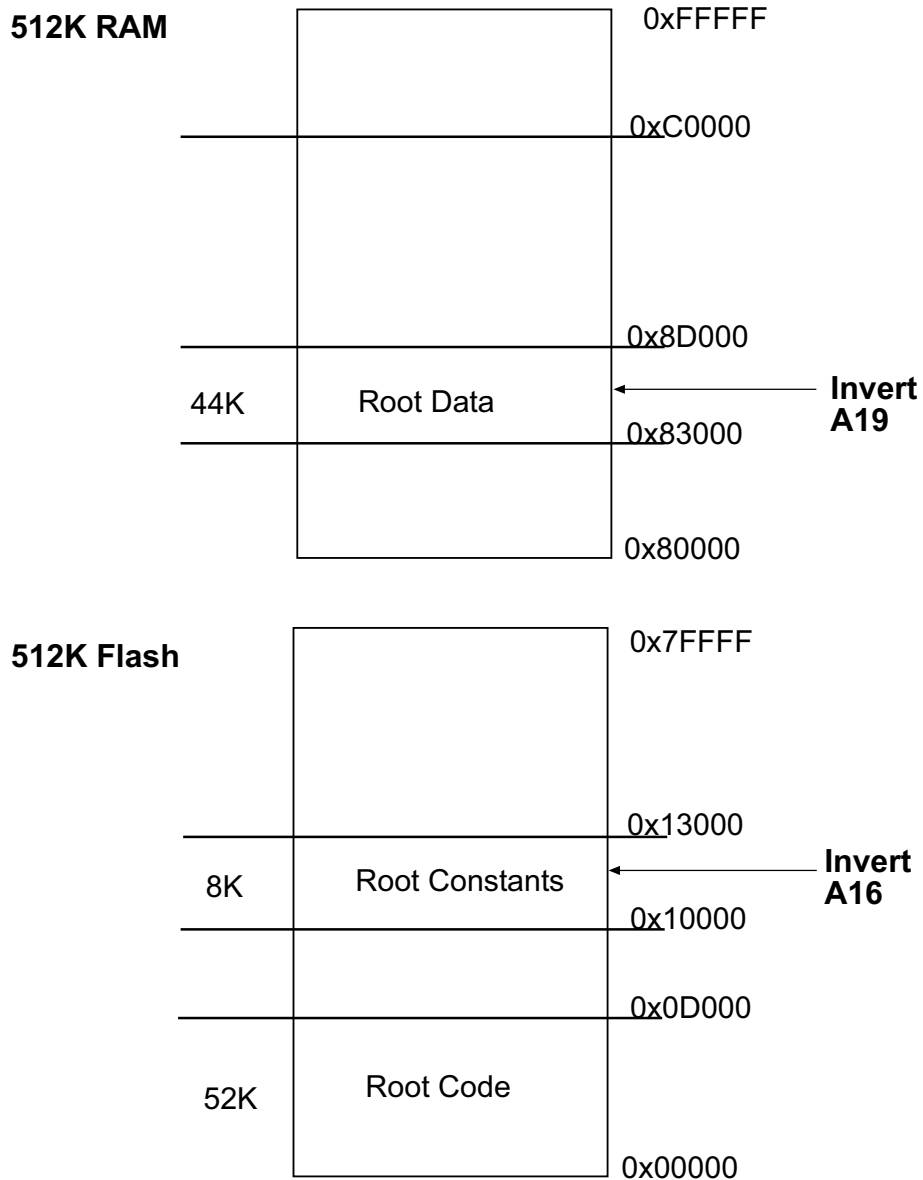 512K RAM
0xFFFFF
0xC0000
0x8D000
44K
Root Data
Invert
A19
0x83000
0x80000
512K Flash
0x7FFFF
0x13000
8K
Root Constants
Invert
A16
0x10000
0x0D000
52K
Root Code
0x00000